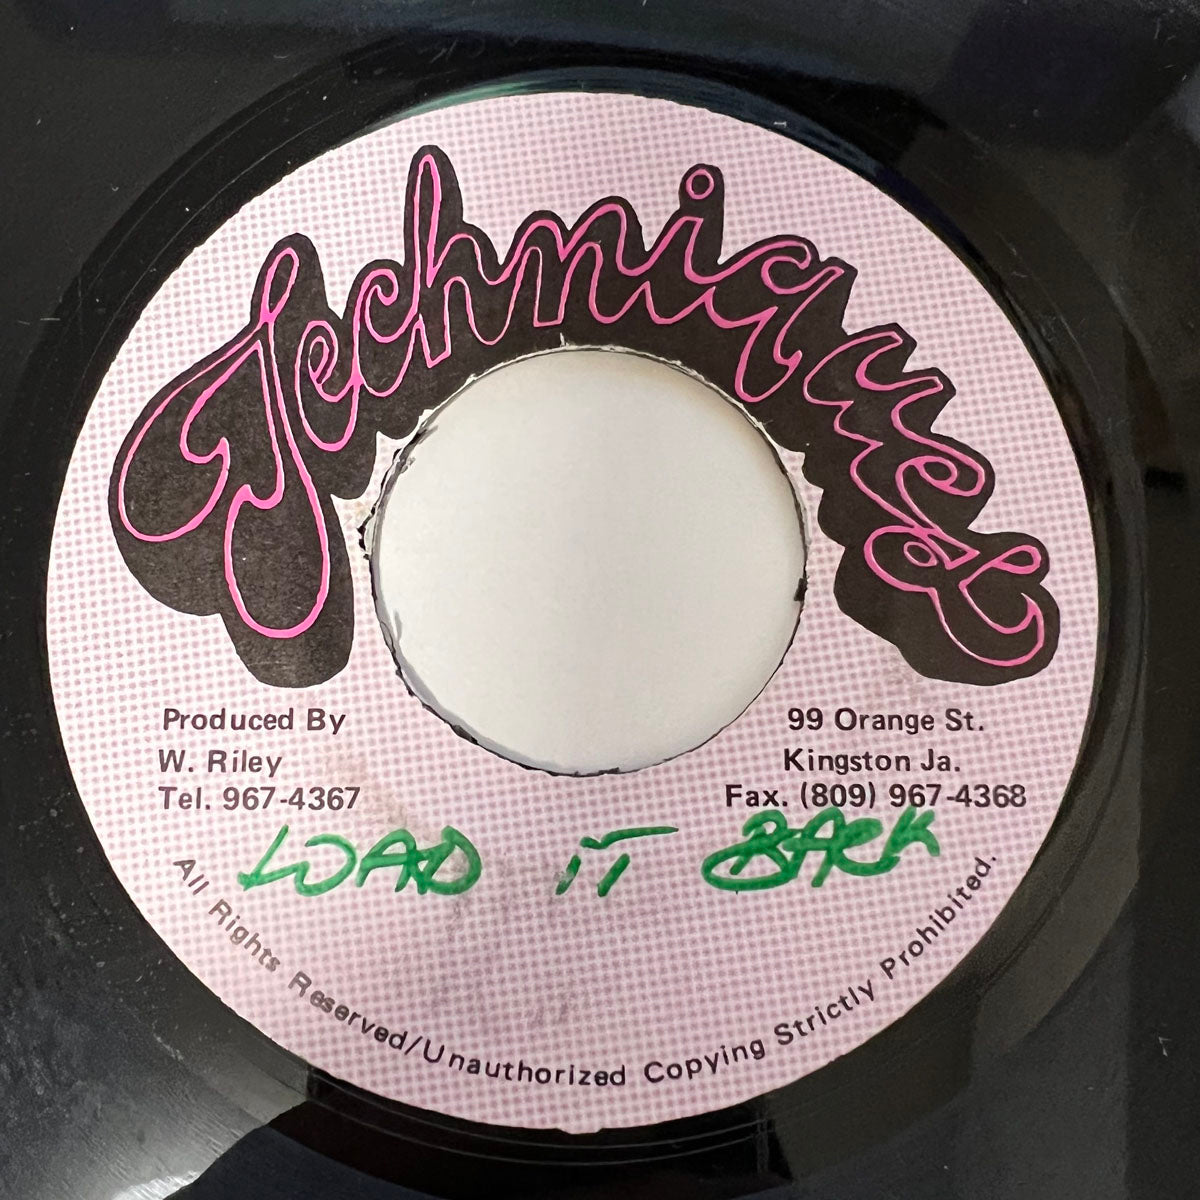 Techniques
Produced By
W. Riley
Tel. 967-4367
99 Orange St.
Kingston Ja.
Fax. (809) 967-4368
LOAD IT BACK
All Rights Reserved/Unauthorized Copying Strictly Prohibited.